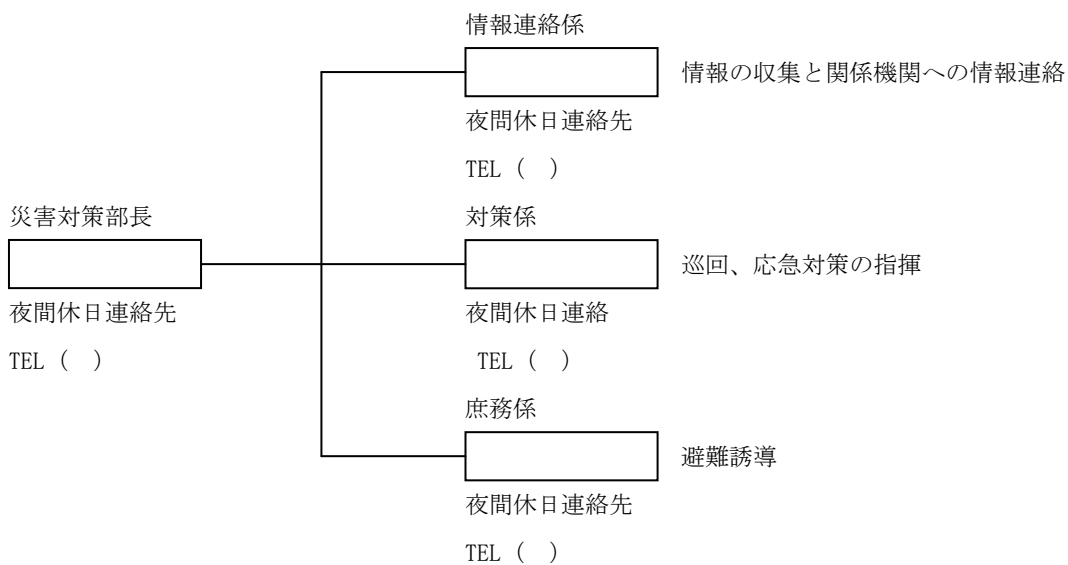 情報連絡係
情報の収集と関係機関への情報連絡
夜間休日連絡先
TEL (　)
災害対策部長
夜間休日連絡先
TEL (　)
対策係
巡回、応急対策の指揮
夜間休日連絡
TEL (　)
庶務係
避難誘導
夜間休日連絡先
TEL (　)